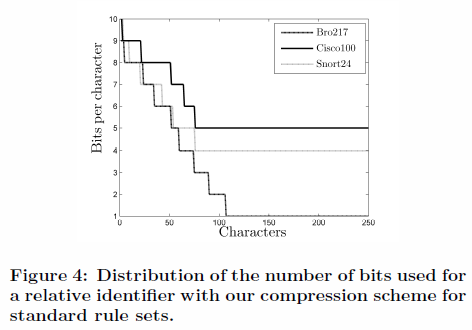 10
9
8
7
6
5
4
3
2
1
Bits per character
Bro217
Cisco100
Snort24
0 50 100 150 200 250
Characters
Figure 4: Distribution of the number of bits used for
a relative identifier with our compression scheme for
standard rule sets.